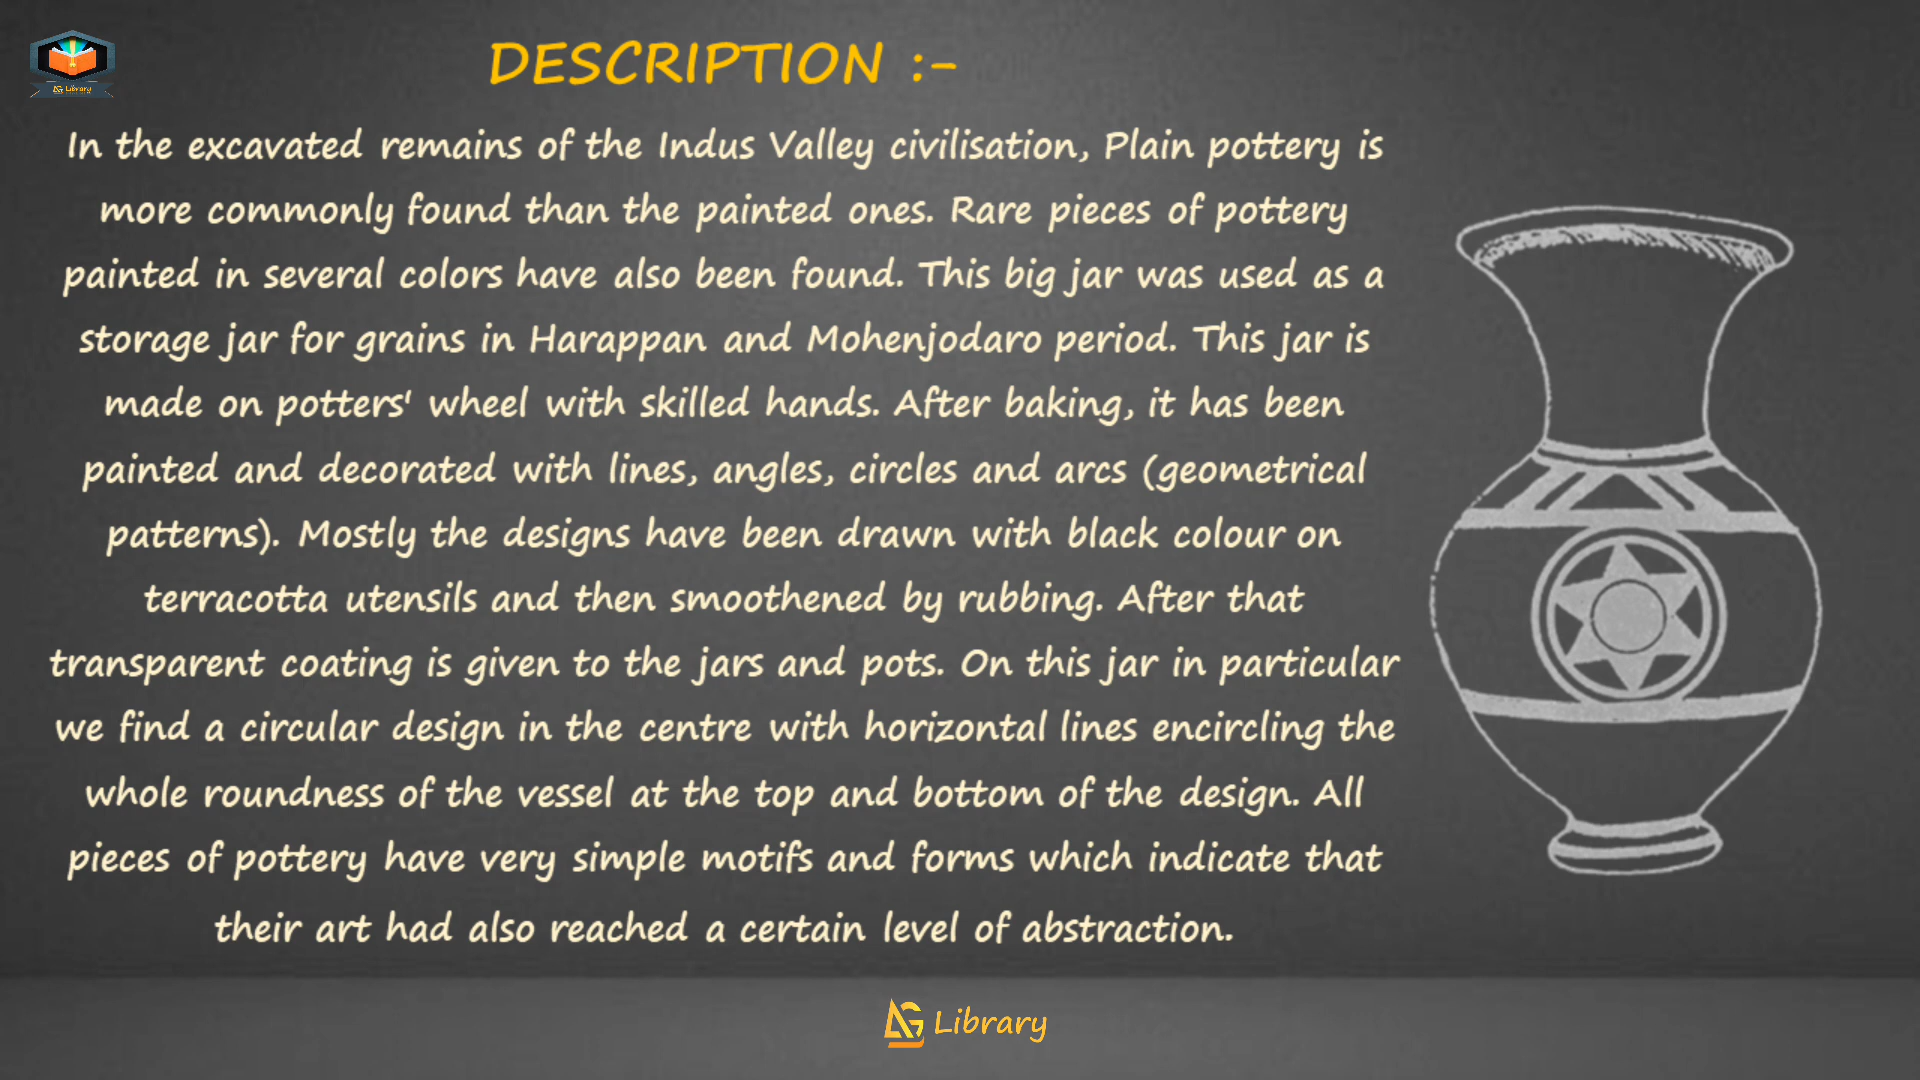 DESCRIPTION :-
In the excavated remains of the Indus Valley civilisation, Plain pottery is
more commonly found than the painted ones. Rare pieces of pottery
painted in several colors have also been found. This big jar was used as a
storage jar for grains in Harappan and Mohenjodaro period. This jar is
made on potters' wheel with skilled hands. After baking, it has been
painted and decorated with lines, angles, circles and arcs (geometrical
patterns). Mostly the designs have been drawn with black colour on
terracotta utensils and then smoothened by rubbing. After that
transparent coating is given to the jars and pots. On this jar in particular
we find a circular design in the centre with horizontal lines encircling the
whole roundness of the vessel at the top and bottom of the design. All
pieces of pottery have very simple motifs and forms which indicate that
their art had also reached a certain level of abstraction.
AG Library
AG Library